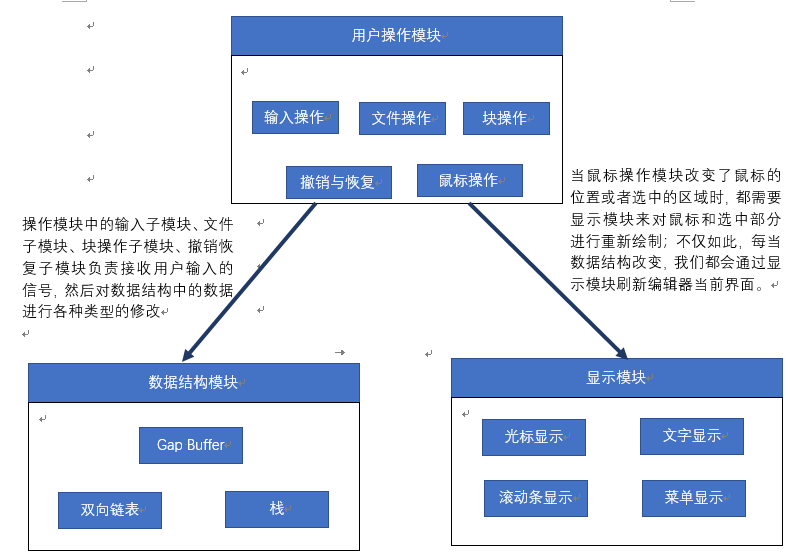 用户操作模块
输入操作
文件操作
块操作
撤销与恢复
鼠标操作
当鼠标操作模块改变了鼠标的
位置或者选中的区域时，都需要
显示模块来对鼠标和选中部分
进行重新绘制；不仅如此，每当
数据结构改变，我们都会通过显
示模块刷新编辑器当前界面。
操作模块中的输入子模块、文件
子模块、块操作子模块、撤销恢
复子模块负责接收用户输入的
信号，然后对数据结构中的数据
进行各种类型的修改
数据结构模块
Gap Buffer
双向链表
栈
显示模块
光标显示
文字显示
滚动条显示
菜单显示